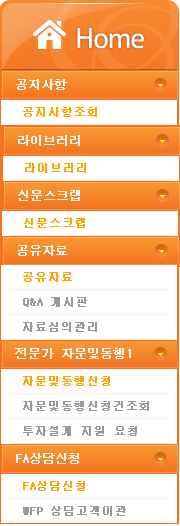 Home
공지사항
공지사항조회
라이브러리
라이브러리
신문스크랩
신문스크랩
공유자료
공유자료
Q&A 게시판
자료심의관리
전문가 자문및동행1
자문및동행신청
자문및동행신청건조회
투자설계 지원 요청
FA상담신청
FA상담신청
WFP 상담고객이관